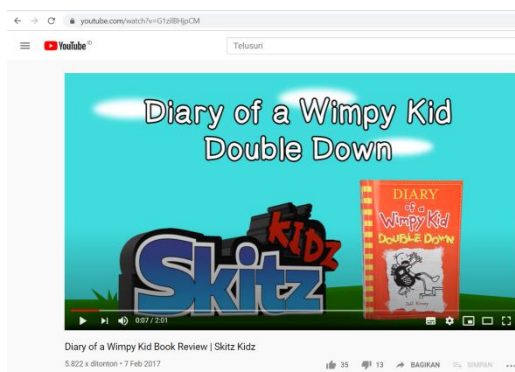 youtube.com/watch?v=G1zilBHjpCM
YouTube ID
Telusuri
Diary of a Wimpy Kid
Double Down
DIARY
of a
Wimpy Kid
DOUBLE DOWN
KIDZ
Skitz
0:07 / 2:01
Diary of a Wimpy Kid Book Review | Skitz Kidz
5.822 x ditonton • 7 Feb 2017
35
13
BAGIKAN
SIMPAN